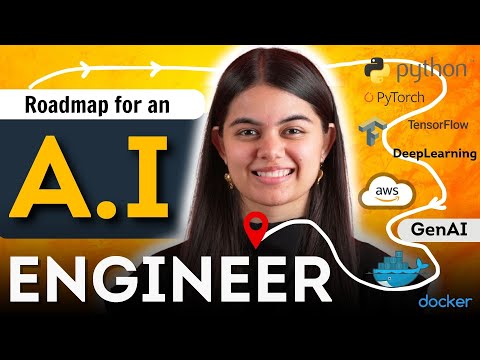 Roadmap for an
A.I
ENGINEER
python
PyTorch
TensorFlow
DeepLearning
aws
GenAI
docker